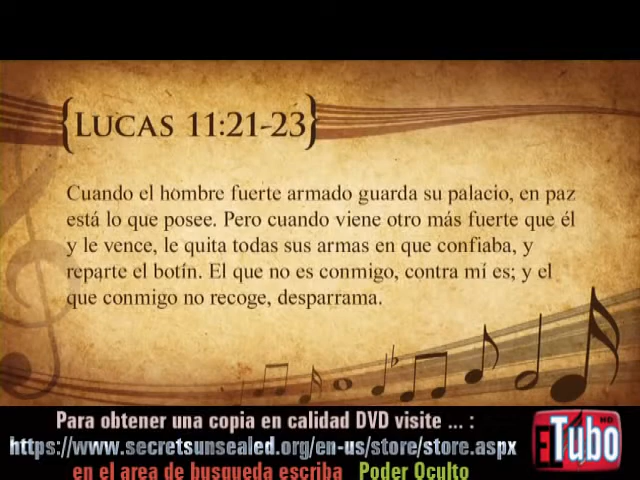 {LUCAS 11:21-23}
Cuando el hombre fuerte armado guarda su palacio, en paz
está lo que posee. Pero cuando viene otro más fuerte que él
y le vence, le quita todas sus armas en que confiaba, y
reparte el botín. El que no es conmigo, contra mí es; y el
que conmigo no recoge, desparrama.
Para obtener una copia en calidad DVD visite ... :
https://www.secretsunsealed.org/en-us/store/store.aspx
en el area de busqueda escriba Poder Oculto
EL Tubo HD